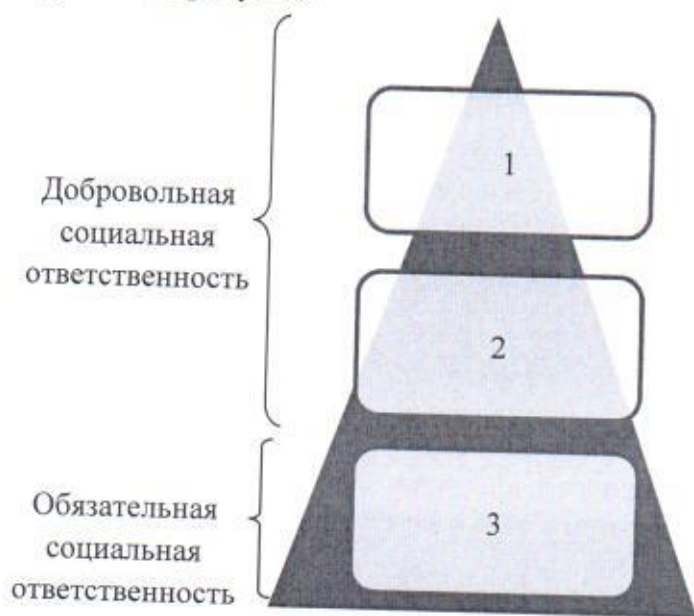 Добровольная
социальная
ответственность
1
2
Обязательная
социальная
ответственность
3